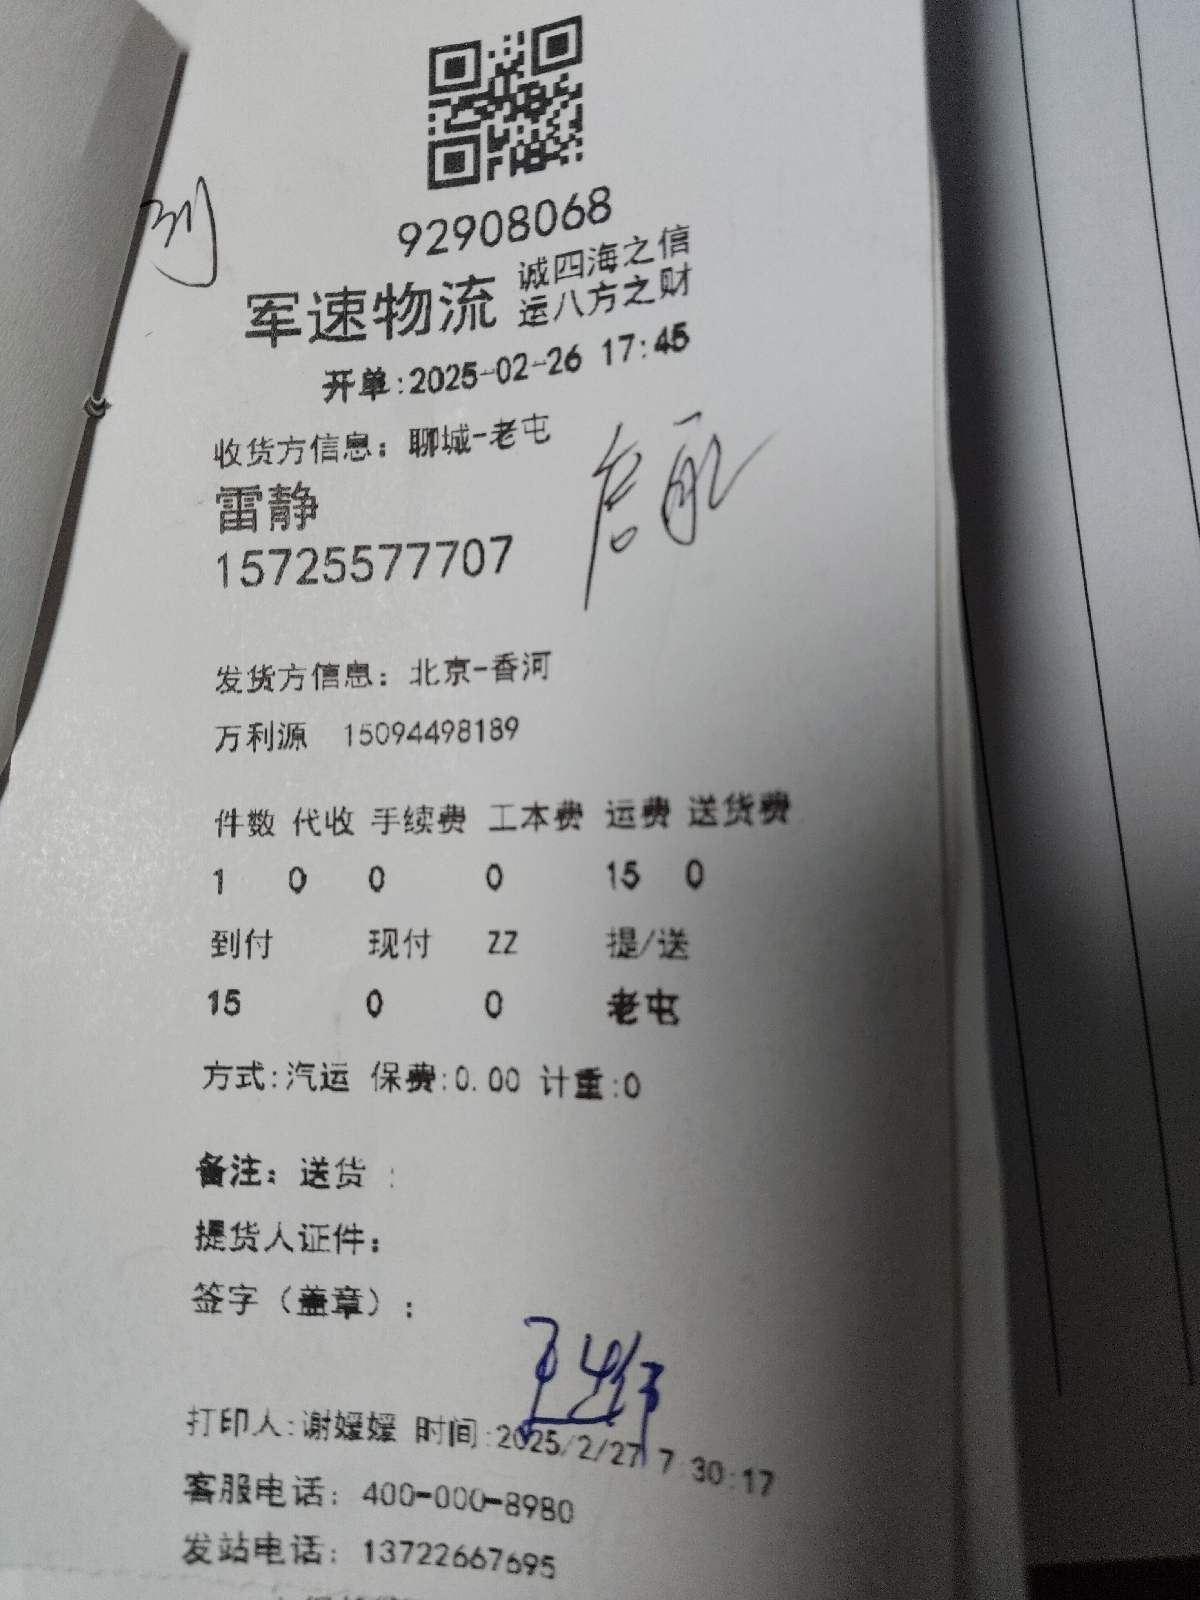 92908068
军速物流 诚四海之信
运八方之财
开单:2025-02-26 17:45
收货方信息：聊城-老屯
雷静
15725577707
启航
发货方信息：北京-香河
万利源 15094498189
件数 代收 手续费 工本费 运费 送货费
1 0 0 0 15 0
到付 现付 ZZ 提/送
15 0 0 老屯
方式:汽运 保费:0.00 计重:0
备注：送货 :
提货人证件：
签字（盖章）：
打印人:谢嫒嫒 时间:2025/2/27 7:30:17
客服电话：400-000-8980
发站电话：13722667695